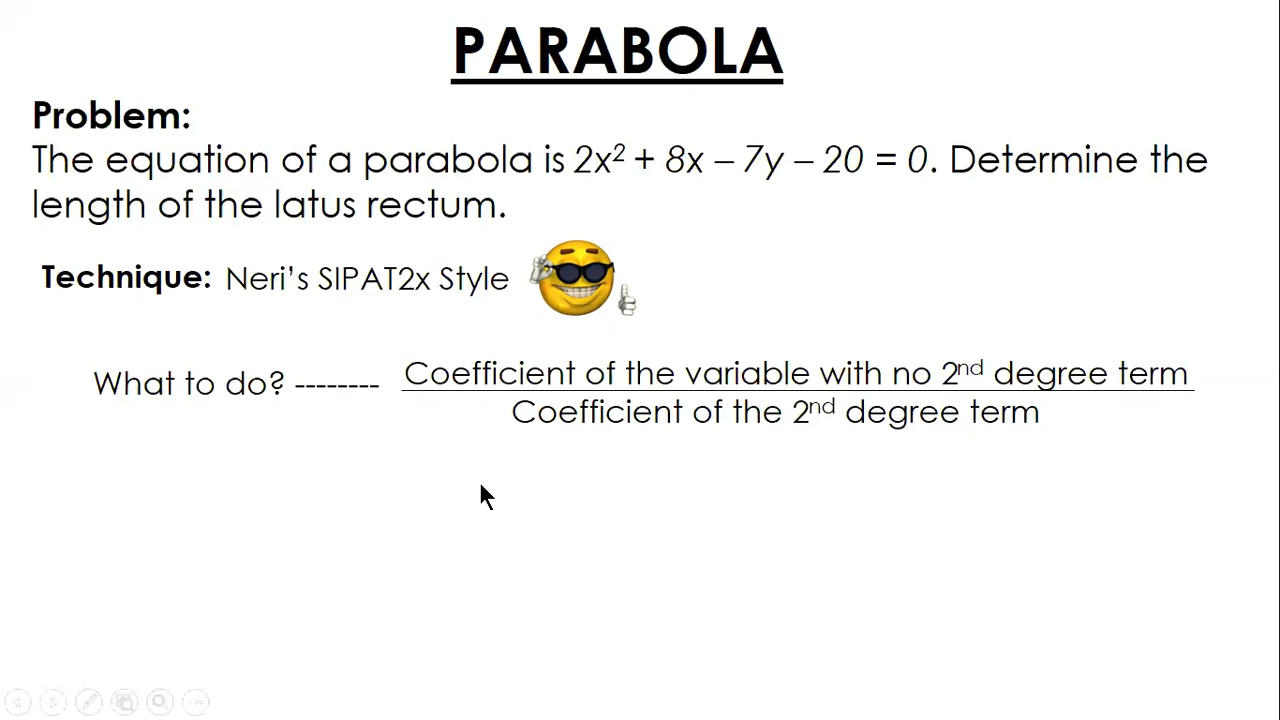 PARABOLA
Problem:
The equation of a parabola is 2x² + 8x – 7y – 20 = 0. Determine the
length of the latus rectum.
Technique: Neri’s SIPAT2x Style
What to do? -------- Coefficient of the variable with no 2ⁿᵈ degree term
Coefficient of the 2ⁿᵈ degree term